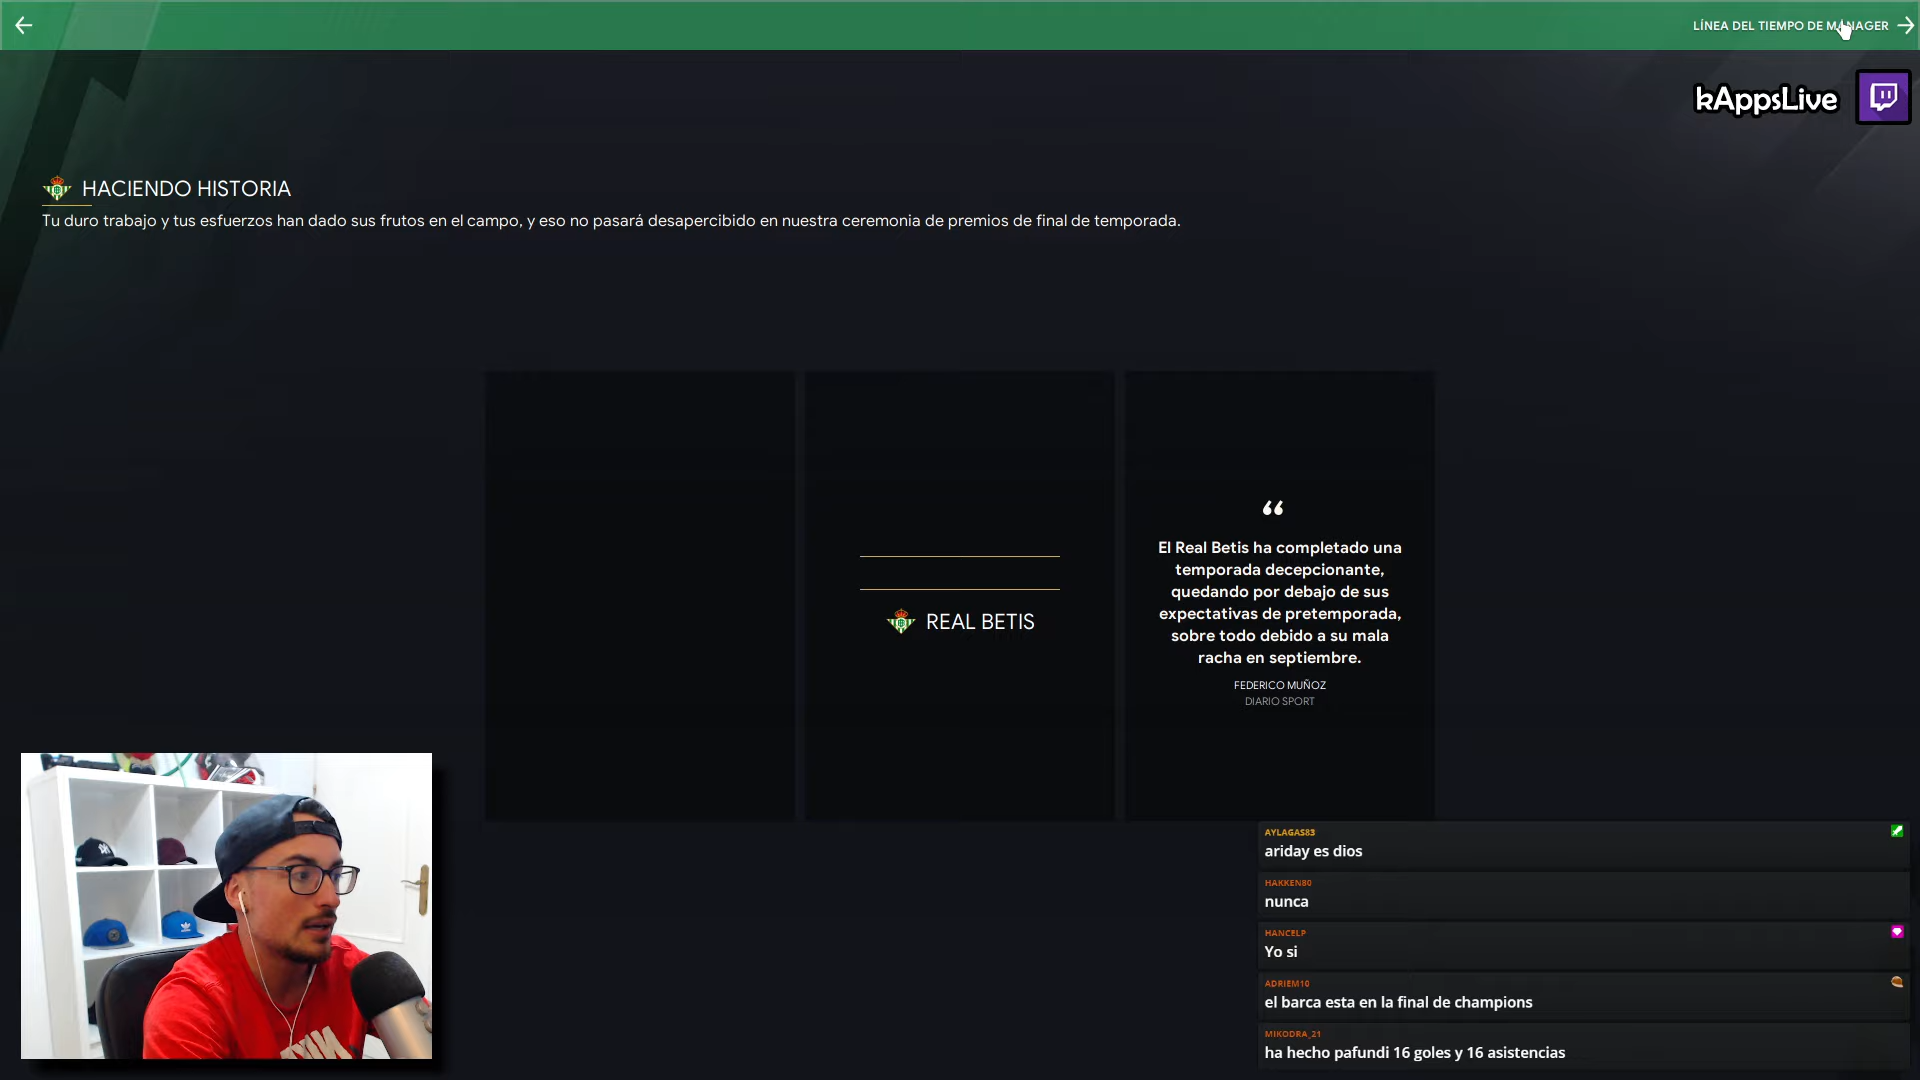 LÍNEA DEL TIEMPO DE MANAGER
kAppsLive
HACIENDO HISTORIA
Tu duro trabajo y tus esfuerzos han dado sus frutos en el campo, y eso no pasará desapercibido en nuestra ceremonia de premios de final de temporada.
REAL BETIS
“
El Real Betis ha completado una
temporada decepcionante,
quedando por debajo de sus
expectativas de pretemporada,
sobre todo debido a su mala
racha en septiembre.
FEDERICO MUÑOZ
DIARIO SPORT
AYLAGAS83
ariday es dios
HAKKEN80
nunca
HANCELP
Yo si
ADRIEM10
el barca esta en la final de champions
MIKODRA_21
ha hecho pafundi 16 goles y 16 asistencias